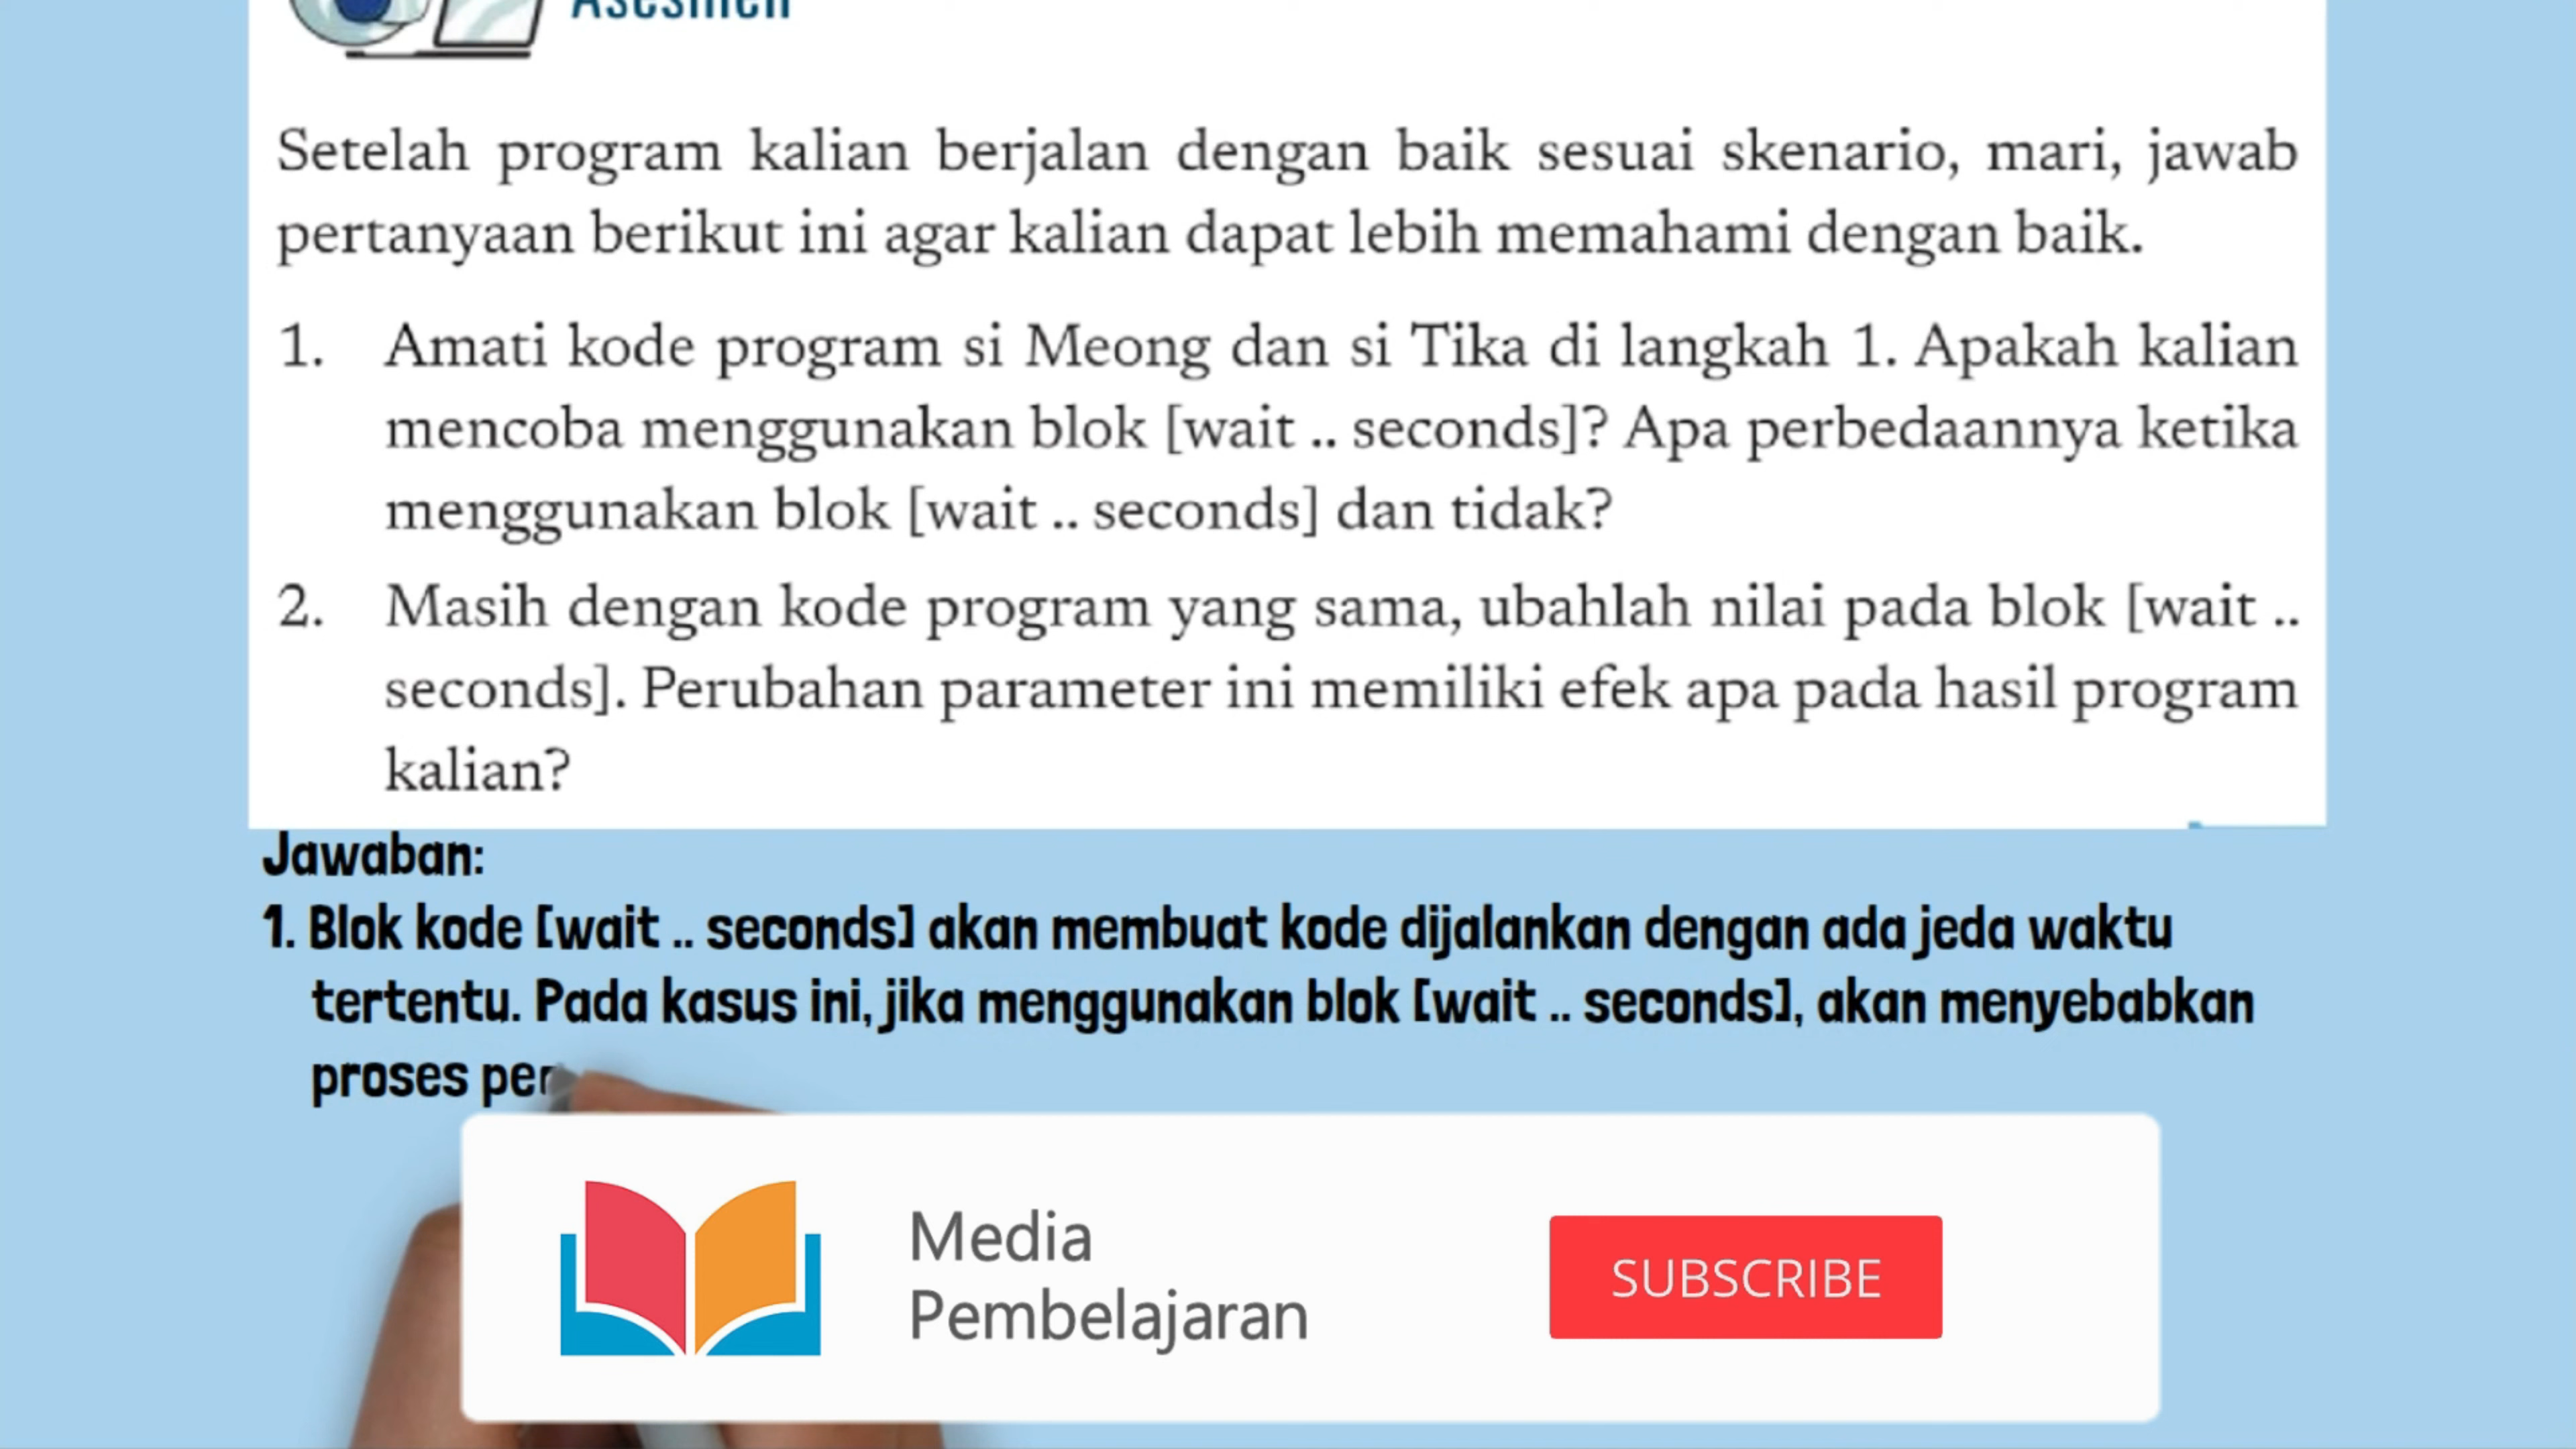 Asesmen
Setelah program kalian berjalan dengan baik sesuai skenario, mari, jawab
pertanyaan berikut ini agar kalian dapat lebih memahami dengan baik.
1. Amati kode program si Meong dan si Tika di langkah 1. Apakah kalian
mencoba menggunakan blok [wait .. seconds]? Apa perbedaannya ketika
menggunakan blok [wait .. seconds] dan tidak?
2. Masih dengan kode program yang sama, ubahlah nilai pada blok [wait ..
seconds]. Perubahan parameter ini memiliki efek apa pada hasil program
kalian?
Jawaban:
1. Blok kode [wait .. seconds] akan membuat kode dijalankan dengan ada jeda waktu
tertentu. Pada kasus ini, jika menggunakan blok [wait .. seconds], akan menyebabkan
proses per
Media
Pembelajaran
SUBSCRIBE